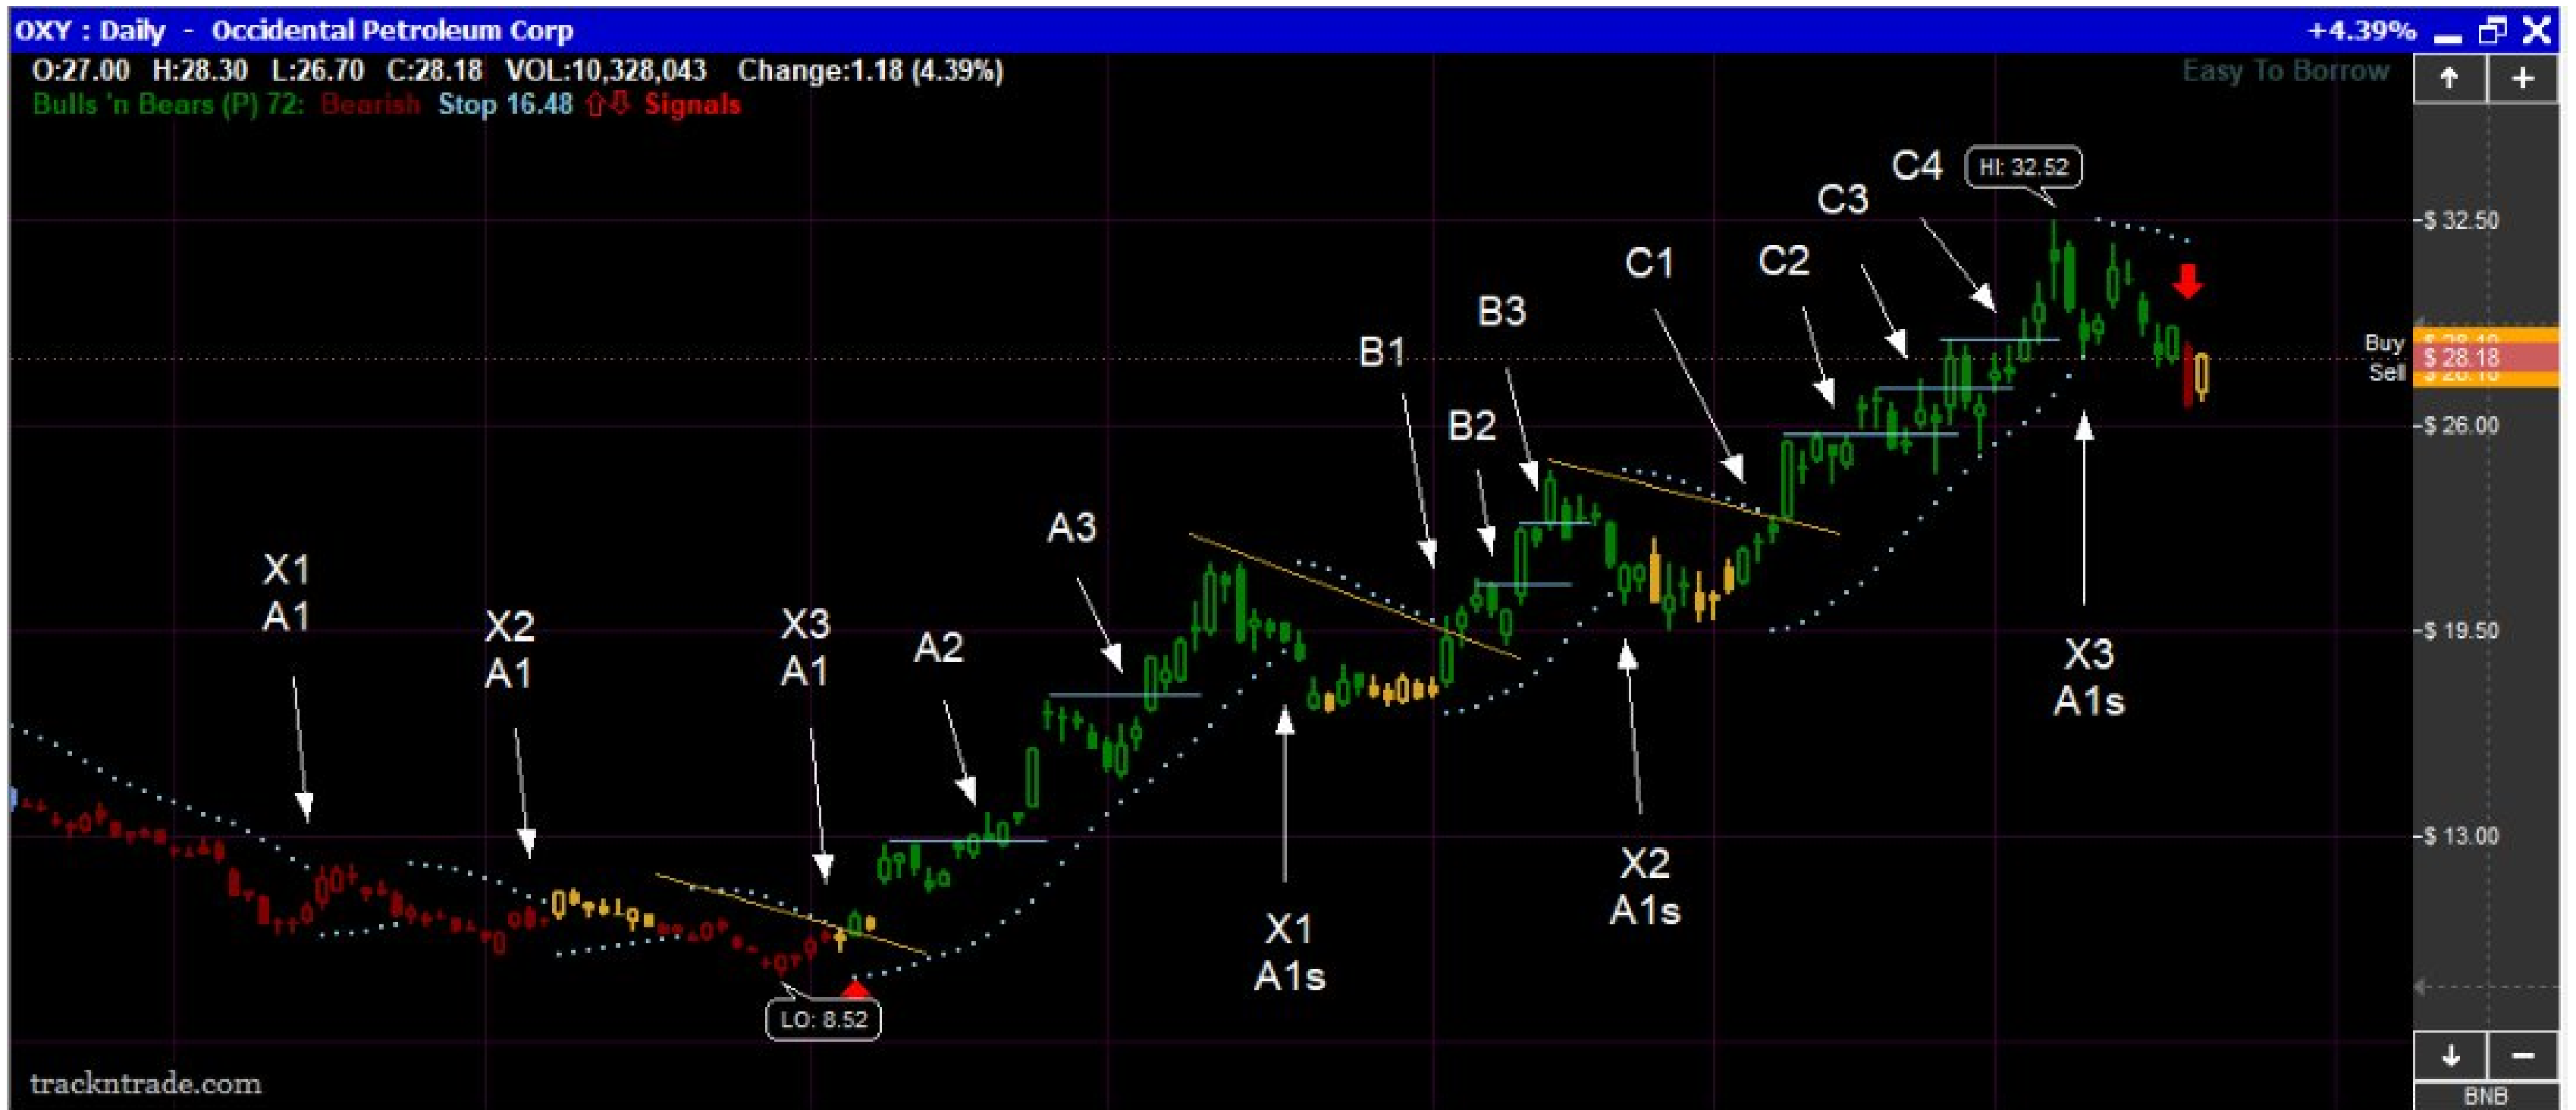 OXY : Daily - Occidental Petroleum Corp
+4.39%
O:27.00 H:28.30 L:26.70 C:28.18 VOL:10,328,043 Change:1.18 (4.39%)
Easy To Borrow
Bulls 'n Bears (P) 72: Bearish Stop 16.48 Signals
C4
HI: 32.52
C3
$ 32.50
C1
C2
B3
B1
Buy
$ 28.18
Sell
B2
$ 26.00
A3
X1
A1
X2
A1
X3
A1
A2
$ 19.50
X3
A1s
$ 13.00
X2
A1s
X1
A1s
LO: 8.52
trackntrade.com
BNB